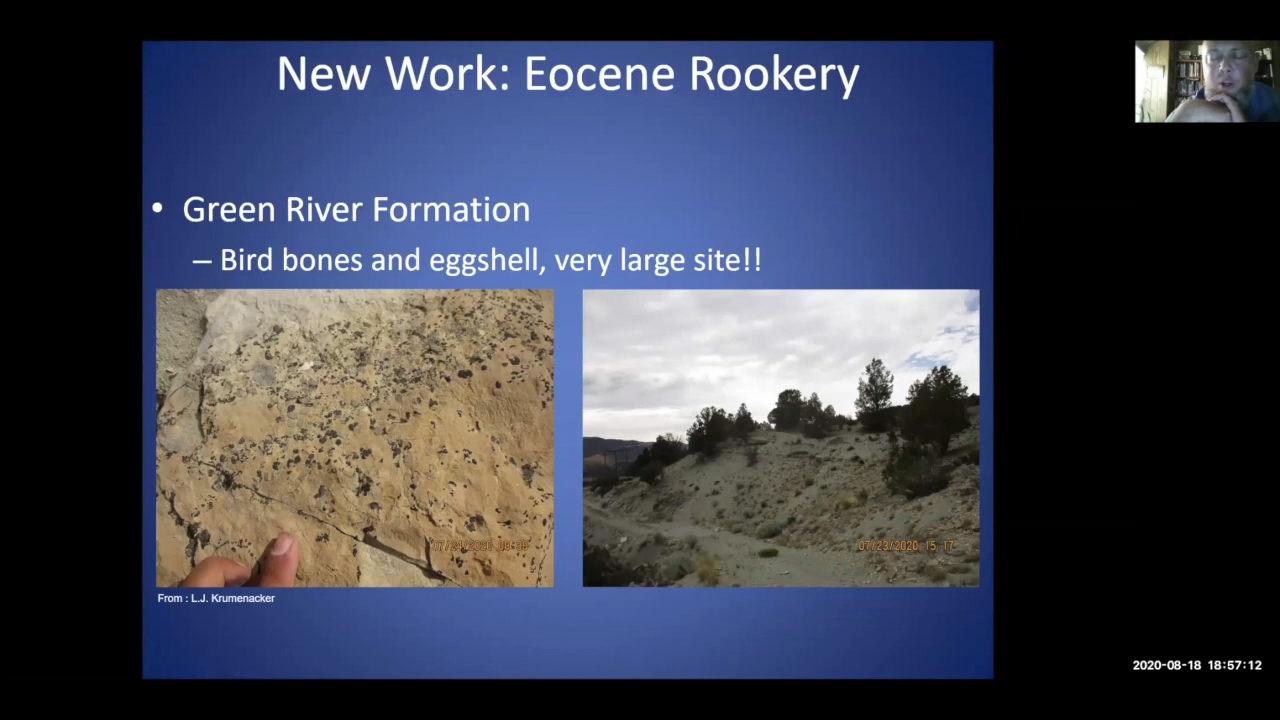 New Work: Eocene Rookery
• Green River Formation
– Bird bones and eggshell, very large site!!
07/23/2020 15:17
From : L.J. Krumenacker
2020-08-18 18:57:12